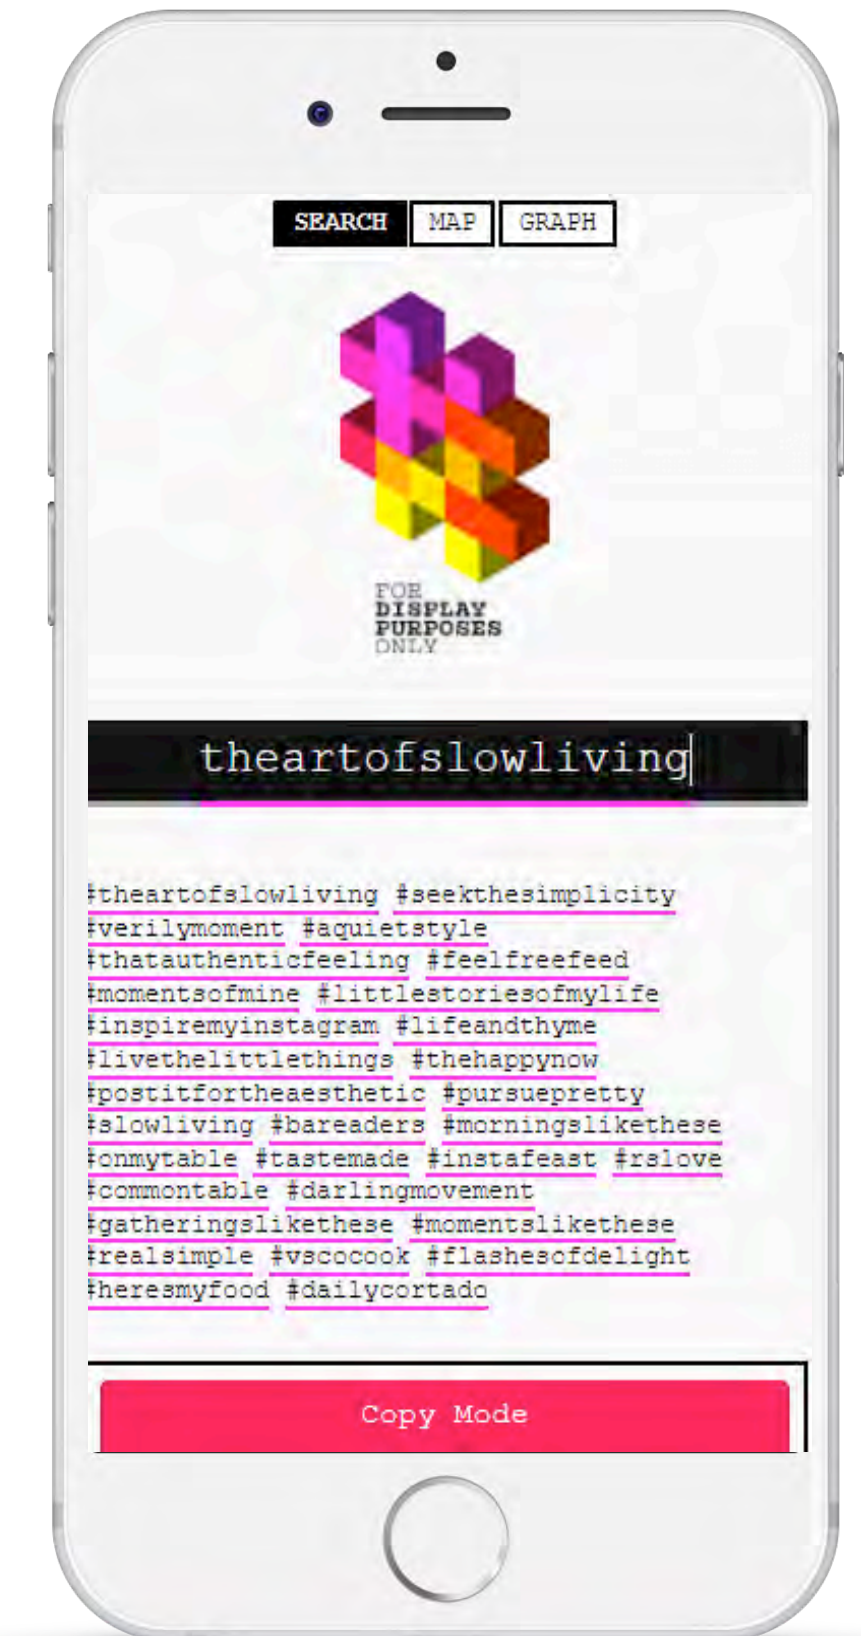 SEARCH MAP GRAPH
FOR
DISPLAY
PURPOSES
ONLY
theartofslowliving
#theartofslowliving #seekthesimplicity
#verilymoment #aquietstyle
#thatauthenticfeeling #feelfreefeed
#momentsofmine #littlestoriesofmylife
#inspiremyinstagram #lifeandthyme
#livethelittlethings #thehappynow
#postitfortheaesthetic #pursuepretty
#slowliving #bareaders #morningslikethese
#onmytable #tastemade #instafeast #rslove
#commontable #darlingmovement
#gatheringslikethese #momentslikethese
#realsimple #vscocook #flashesofdelight
#heresmyfood #dailycortado
Copy Mode